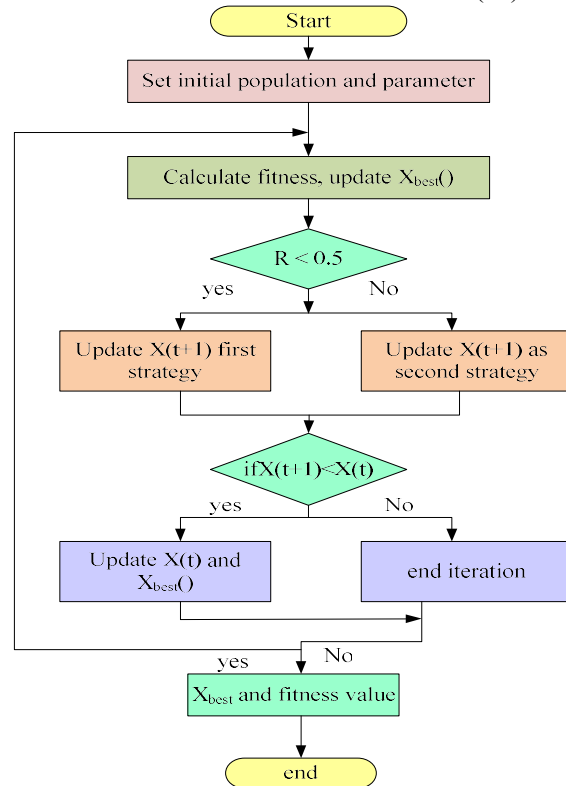 Start
Set initial population and parameter
Calculate fitness, update Xbest()
R < 0.5
yes
No
Update X(t+1) first
strategy
Update X(t+1) as
second strategy
ifX(t+1)<X(t)
yes
No
Update X(t) and
Xbest()
end iteration
yes
No
Xbest and fitness value
end